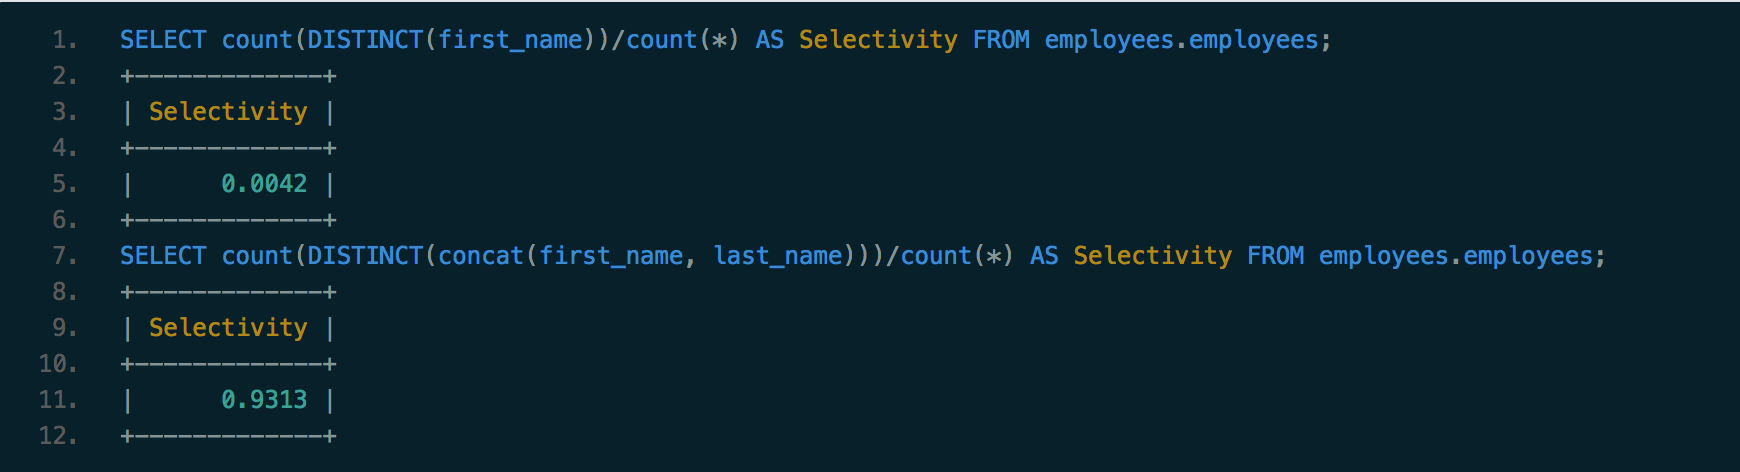 1. SELECT count(DISTINCT(first_name))/count(*) AS Selectivity FROM employees.employees;
2. +-------------+
3. | Selectivity |
4. +-------------+
5. |      0.0042 |
6. +-------------+
7. SELECT count(DISTINCT(concat(first_name, last_name)))/count(*) AS Selectivity FROM employees.employees;
8. +-------------+
9. | Selectivity |
10. +-------------+
11. |      0.9313 |
12. +-------------+